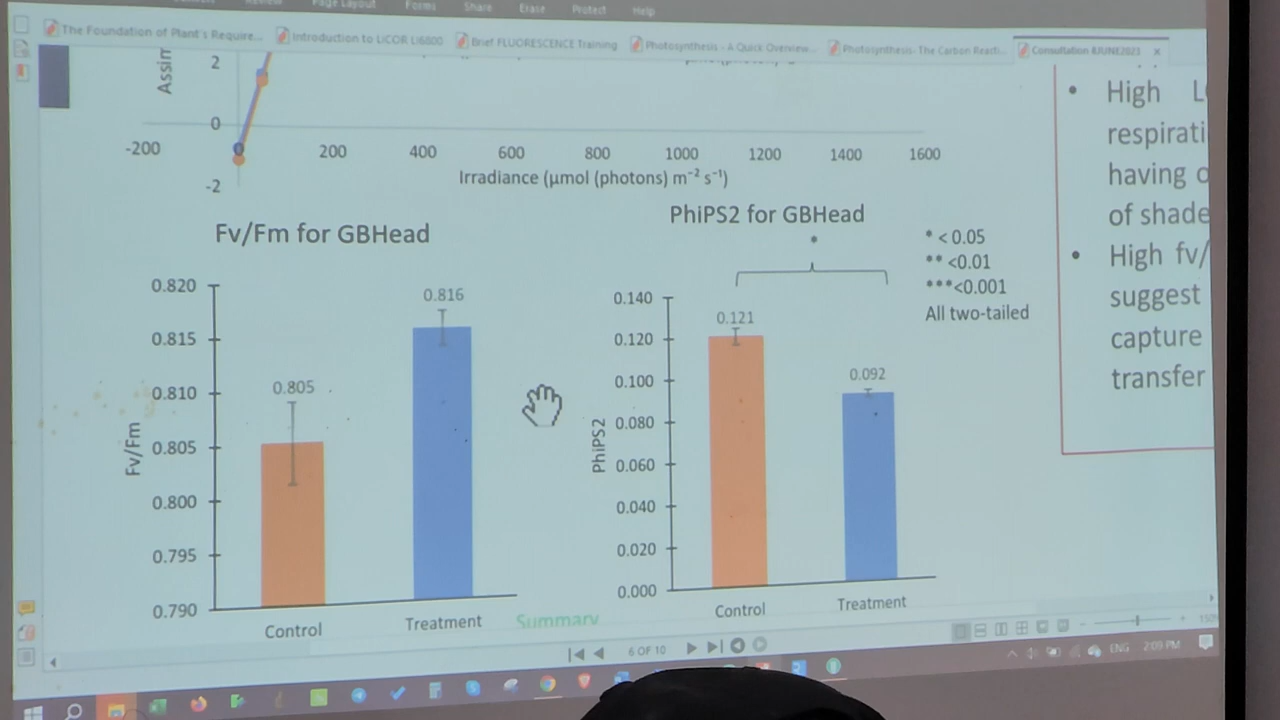 Page Layout Forms Share Erase Protect Help
The Foundation of Plant's Require... Introduction to LiCOR Li6800 Brief FLUORESCENCE Training Photosynthesis - A Quick Overview... Photosynthesis- The Carbon Reacti... Consultation 8JUNE2023 ×
Assim
2
0
-2
-200 0 200 400 600 800 1000 1200 1400 1600
Irradiance (µmol (photons) m⁻² s⁻¹)
Fv/Fm for GBHead
Fv/Fm
0.820
0.815
0.810
0.805
0.800
0.795
0.790
0.805
0.816
Control Treatment
PhiPS2 for GBHead
*
PhiPS2
0.140
0.120
0.100
0.080
0.060
0.040
0.020
0.000
0.121
0.092
Control Treatment
* < 0.05
** <0.01
***<0.001
All two-tailed
• High L
respirati
having
of shade
• High fv/
suggest
capture
transfer
Summary
6 OF 10
150%
ENG 2:09 PM